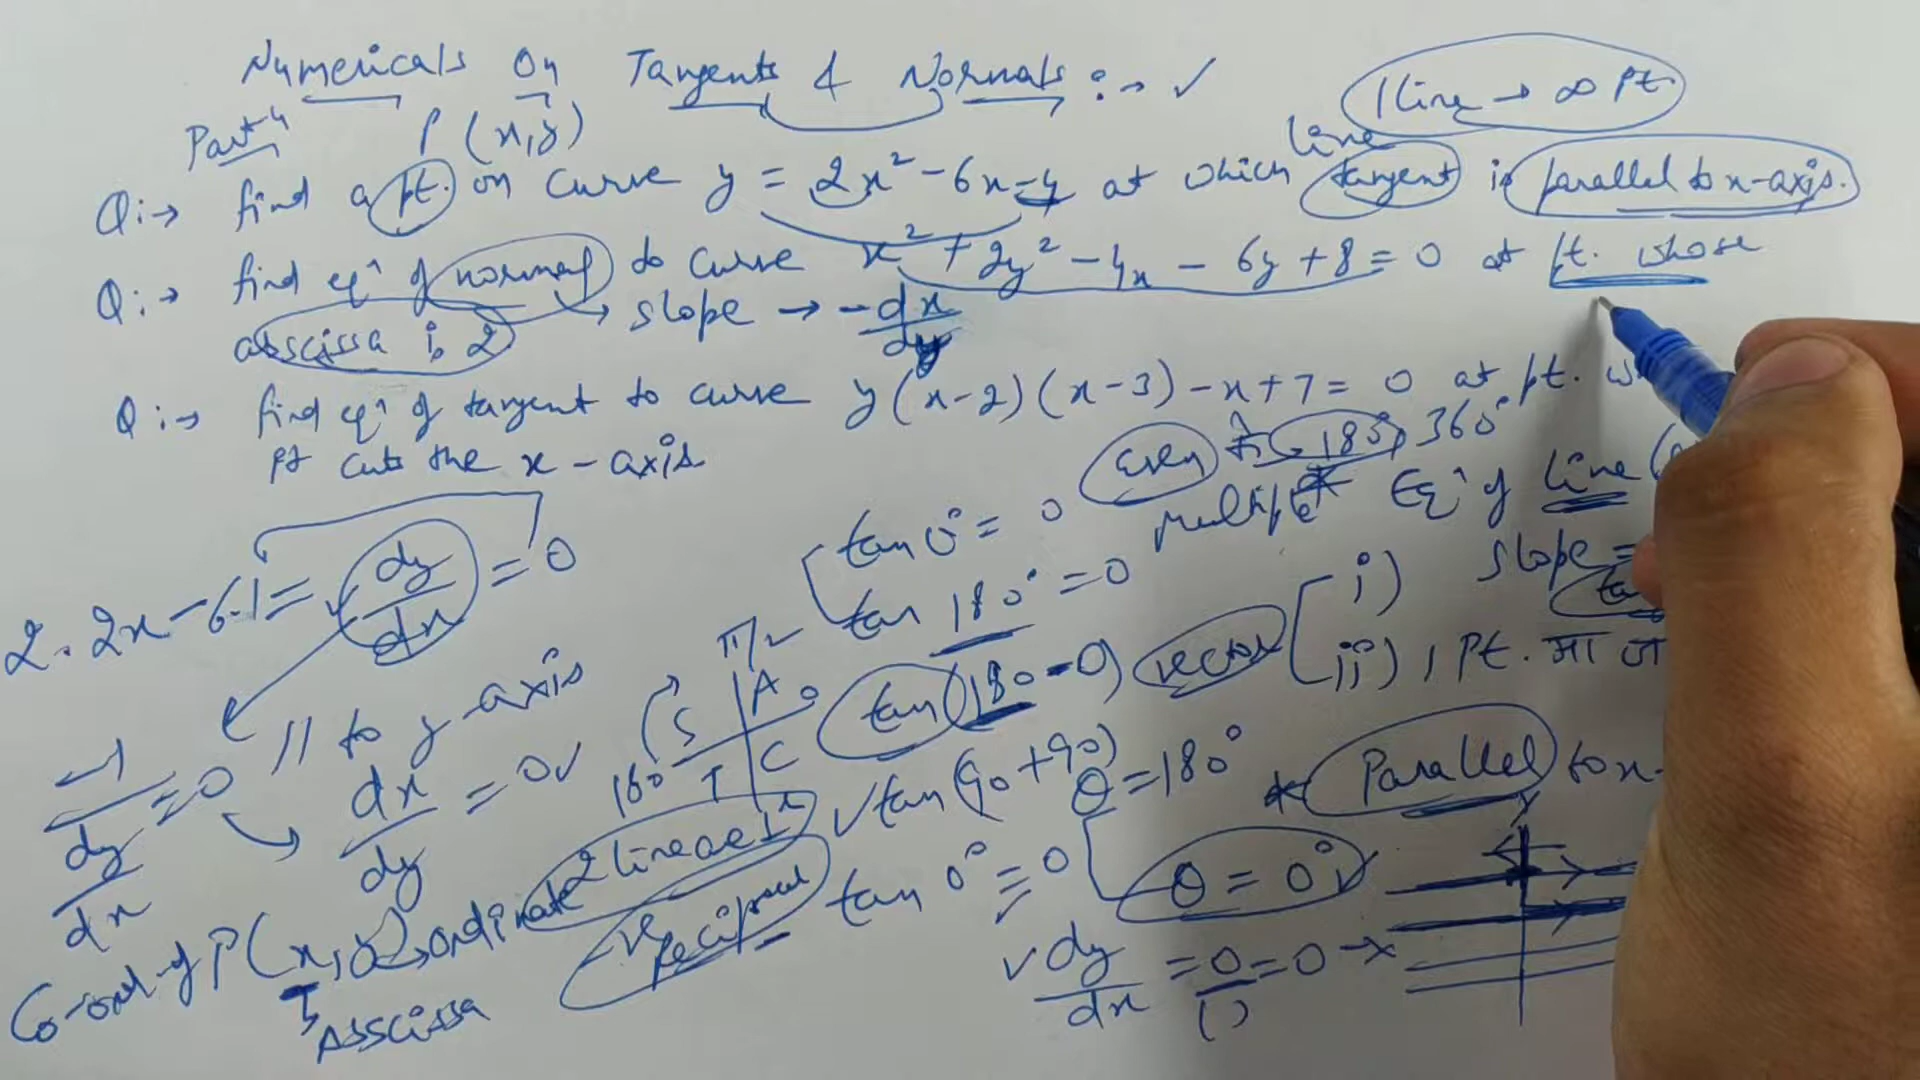 Numericals On Tangents & Normals :→ ✓
1 line → ∞ pt.
Part-4
P (x,y)
line
Q:→ find a pt. on curve y = 2x² - 6x - 4 at which tangent is parallel to x-axis.
Q:→ find eqⁿ of normal to curve x² + 2y² - 4x - 6y + 8 = 0 at pt. whose
abscissa is 2
slope → -dx/dy
Q:→ find eqⁿ of tangent to curve y(x-2)(x-3) - x + 7 = 0 at pt.
it cuts the x-axis
Even π 180°, 360°
multiple
* Eqⁿ of line
slope =
i)
ii) 1 pt.
tan 0° = 0
tan 180° = 0
tan (180-0)
vector
tan (90+90)
2.2x - 6.1 = dy/dx = 0
-1/(dy/dx) = 0
// to y-axis
dx/dy = 0 ✓
π/2
S A 0
180 T C
2 linear
-ve reciprocal
tan 0° = 0
θ = 180°
θ = 0° ✓
* Parallel to x-
Y
✓ dy/dx = 0/( ) = 0 → x
Co-ord. of P(x,y) → ordinate
Abscissa